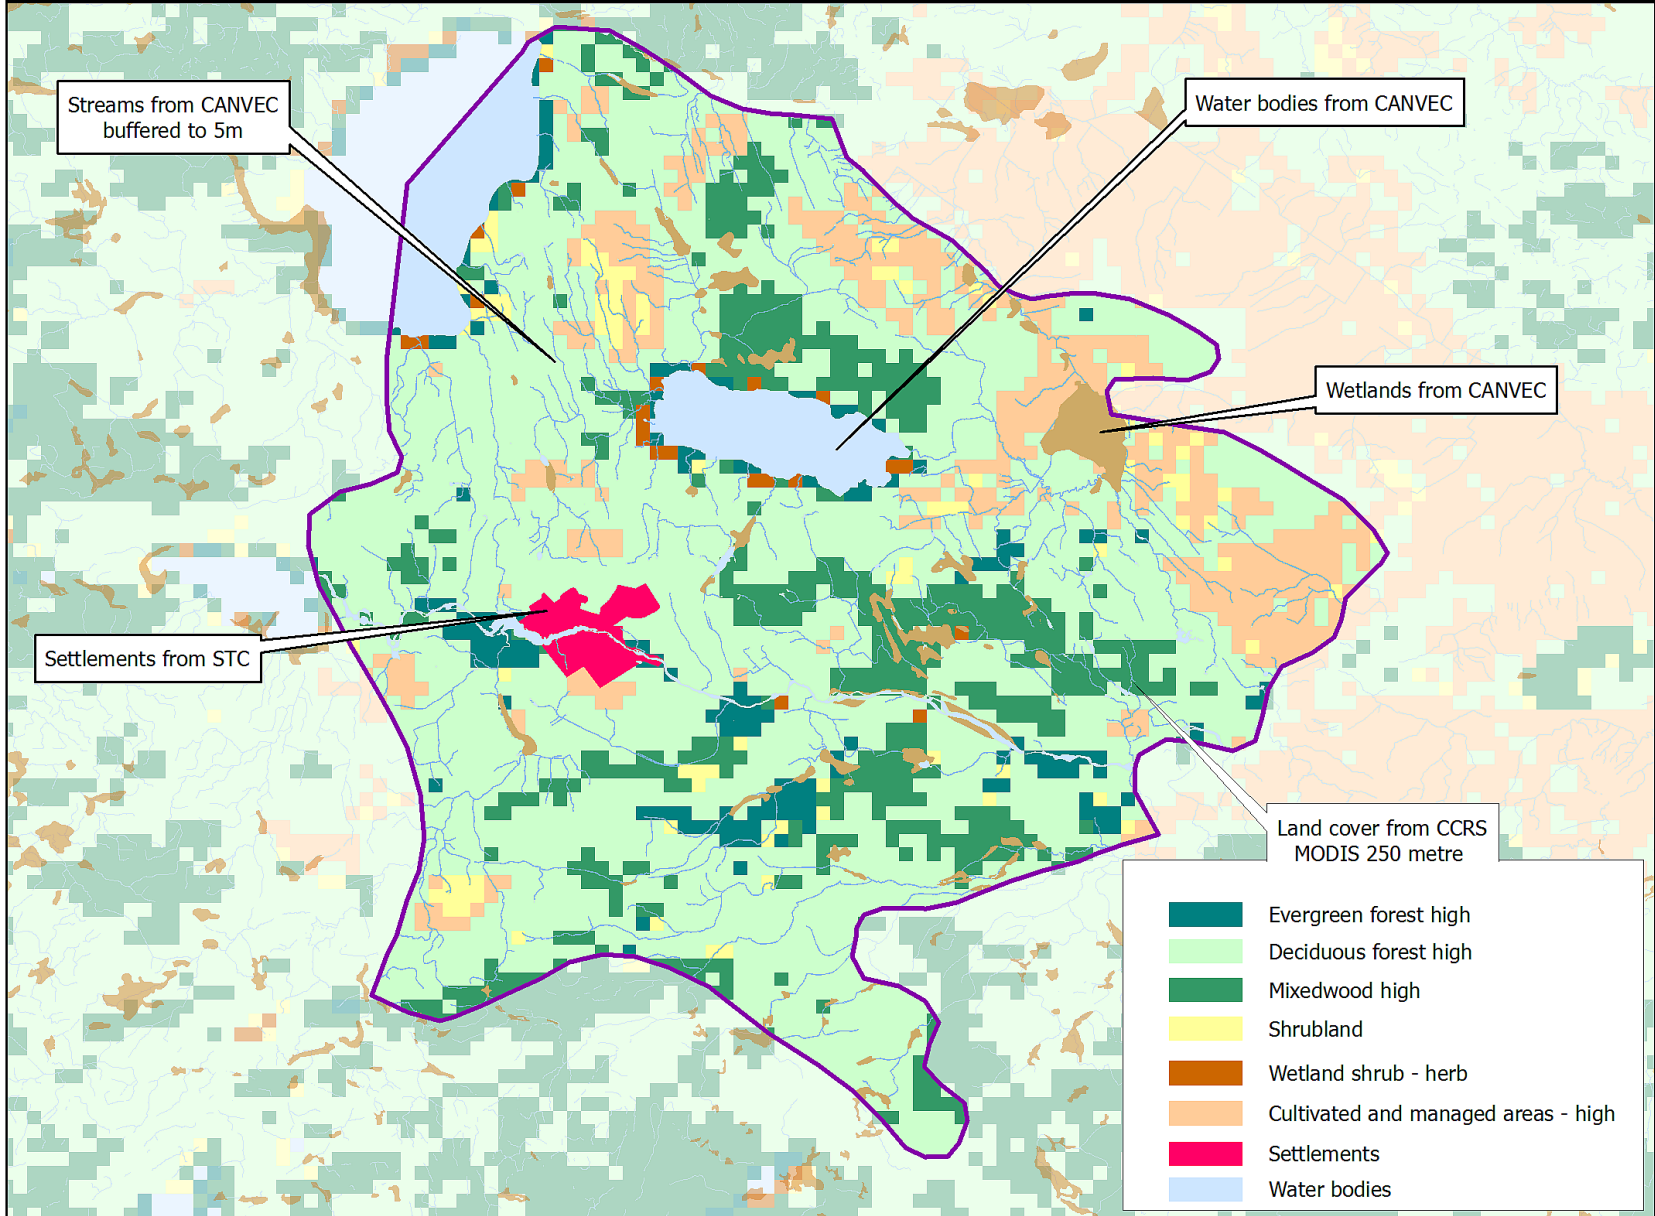 Streams from CANVEC
buffered to 5m
Water bodies from CANVEC
Wetlands from CANVEC
Settlements from STC
Land cover from CCRS
MODIS 250 metre
Evergreen forest high
Deciduous forest high
Mixedwood high
Shrubland
Wetland shrub - herb
Cultivated and managed areas - high
Settlements
Water bodies